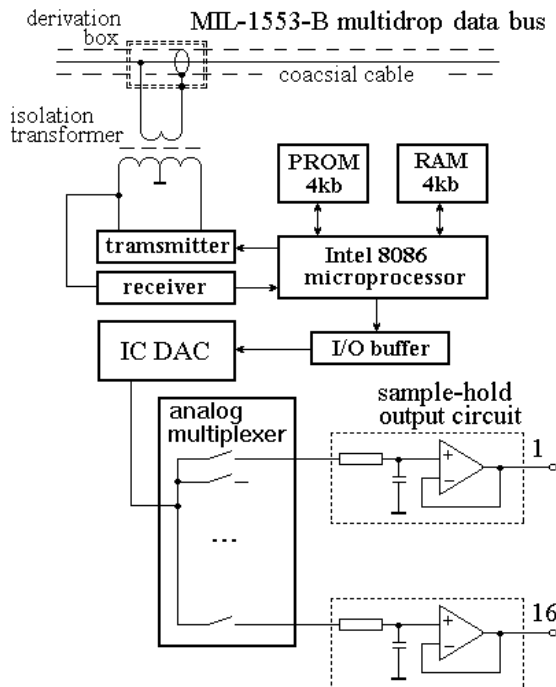 derivation
box
MIL-1553-B multidrop data bus
coacsial cable
isolation
transformer
PROM
4kb
RAM
4kb
tramsmitter
receiver
Intel 8086
microprocessor
IC DAC
I/O buffer
analog
multiplexer
sample-hold
output circuit
1
+
−
...
16
+
−